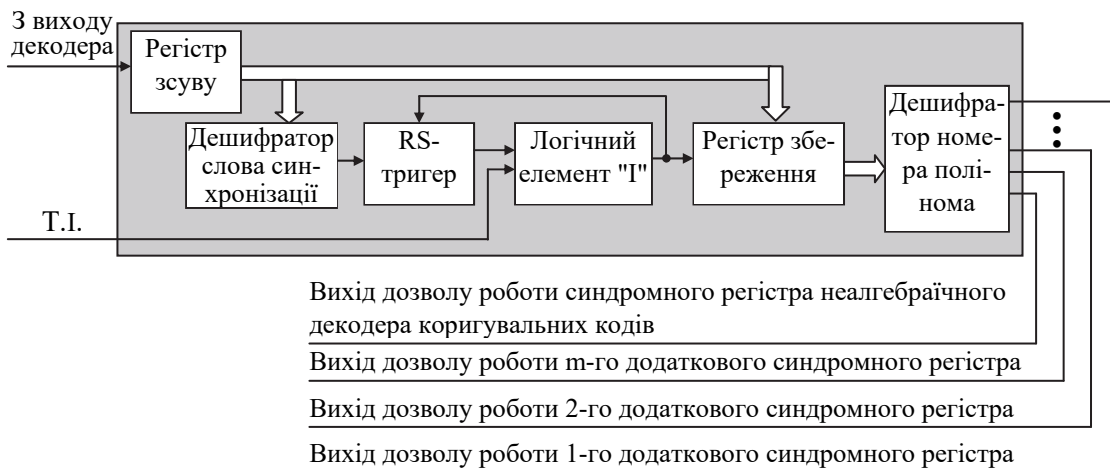 З виходу
декодера
Регістр
зсуву
Дешифратор
слова син-
хронізації
RS-
тригер
Логічний
елемент "І"
Регістр збе-
реження
Дешифра-
тор номе-
ра полі-
нома
Т.І.
Вихід дозволу роботи синдромного регістра неалгебраїчного
декодера коригувальних кодів
Вихід дозволу роботи m-го додаткового синдромного регістра
Вихід дозволу роботи 2-го додаткового синдромного регістра
Вихід дозволу роботи 1-го додаткового синдромного регістра